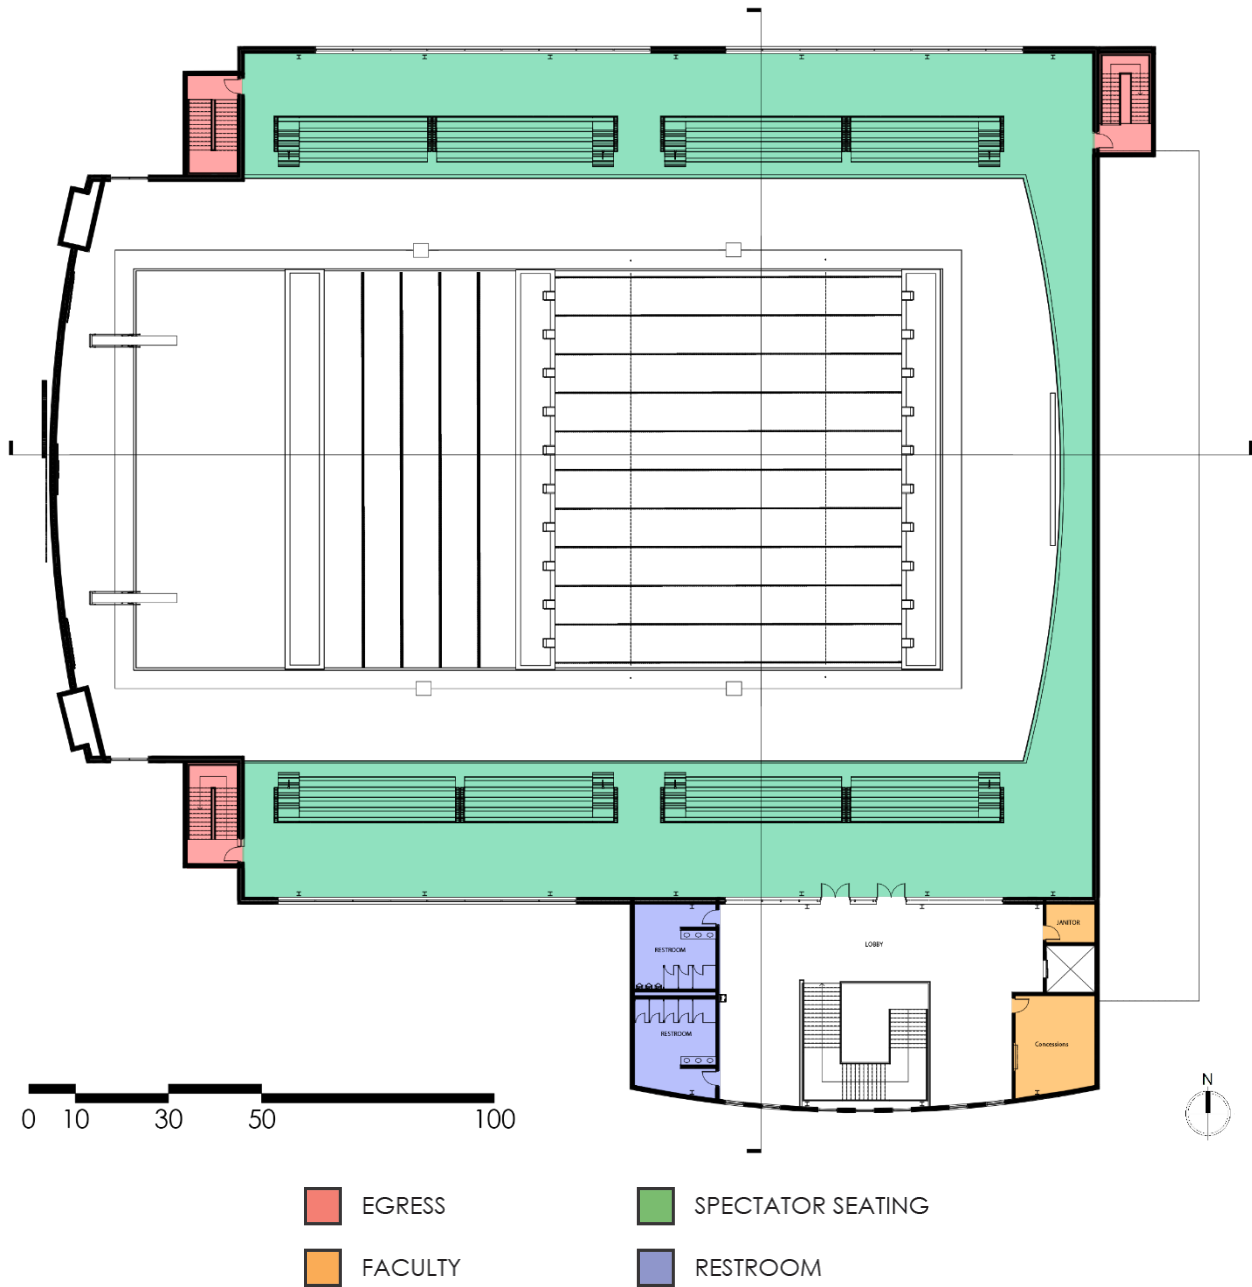 RESTROOM
LOBBY
JANITOR
RESTROOM
Concessions
N
0 10 30 50 100
EGRESS
SPECTATOR SEATING
FACULTY
RESTROOM